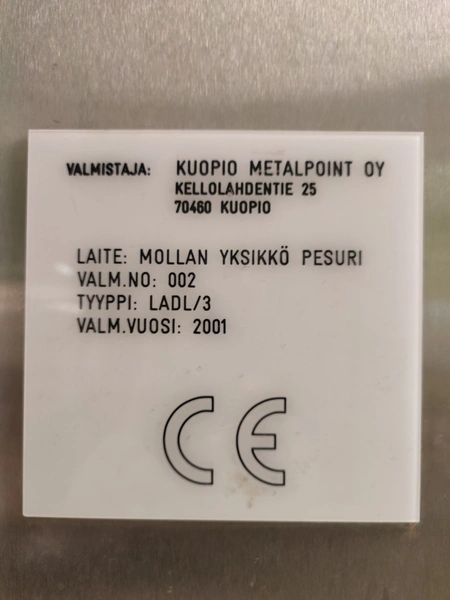 VALMISTAJA: KUOPIO METALPOINT OY
KELLOLAHDENTIE 25
70460 KUOPIO
LAITE: MOLLAN YKSIKKÖ PESURI
VALM.NO: 002
TYYPPI: LADL/3
VALM.VUOSI: 2001
CE